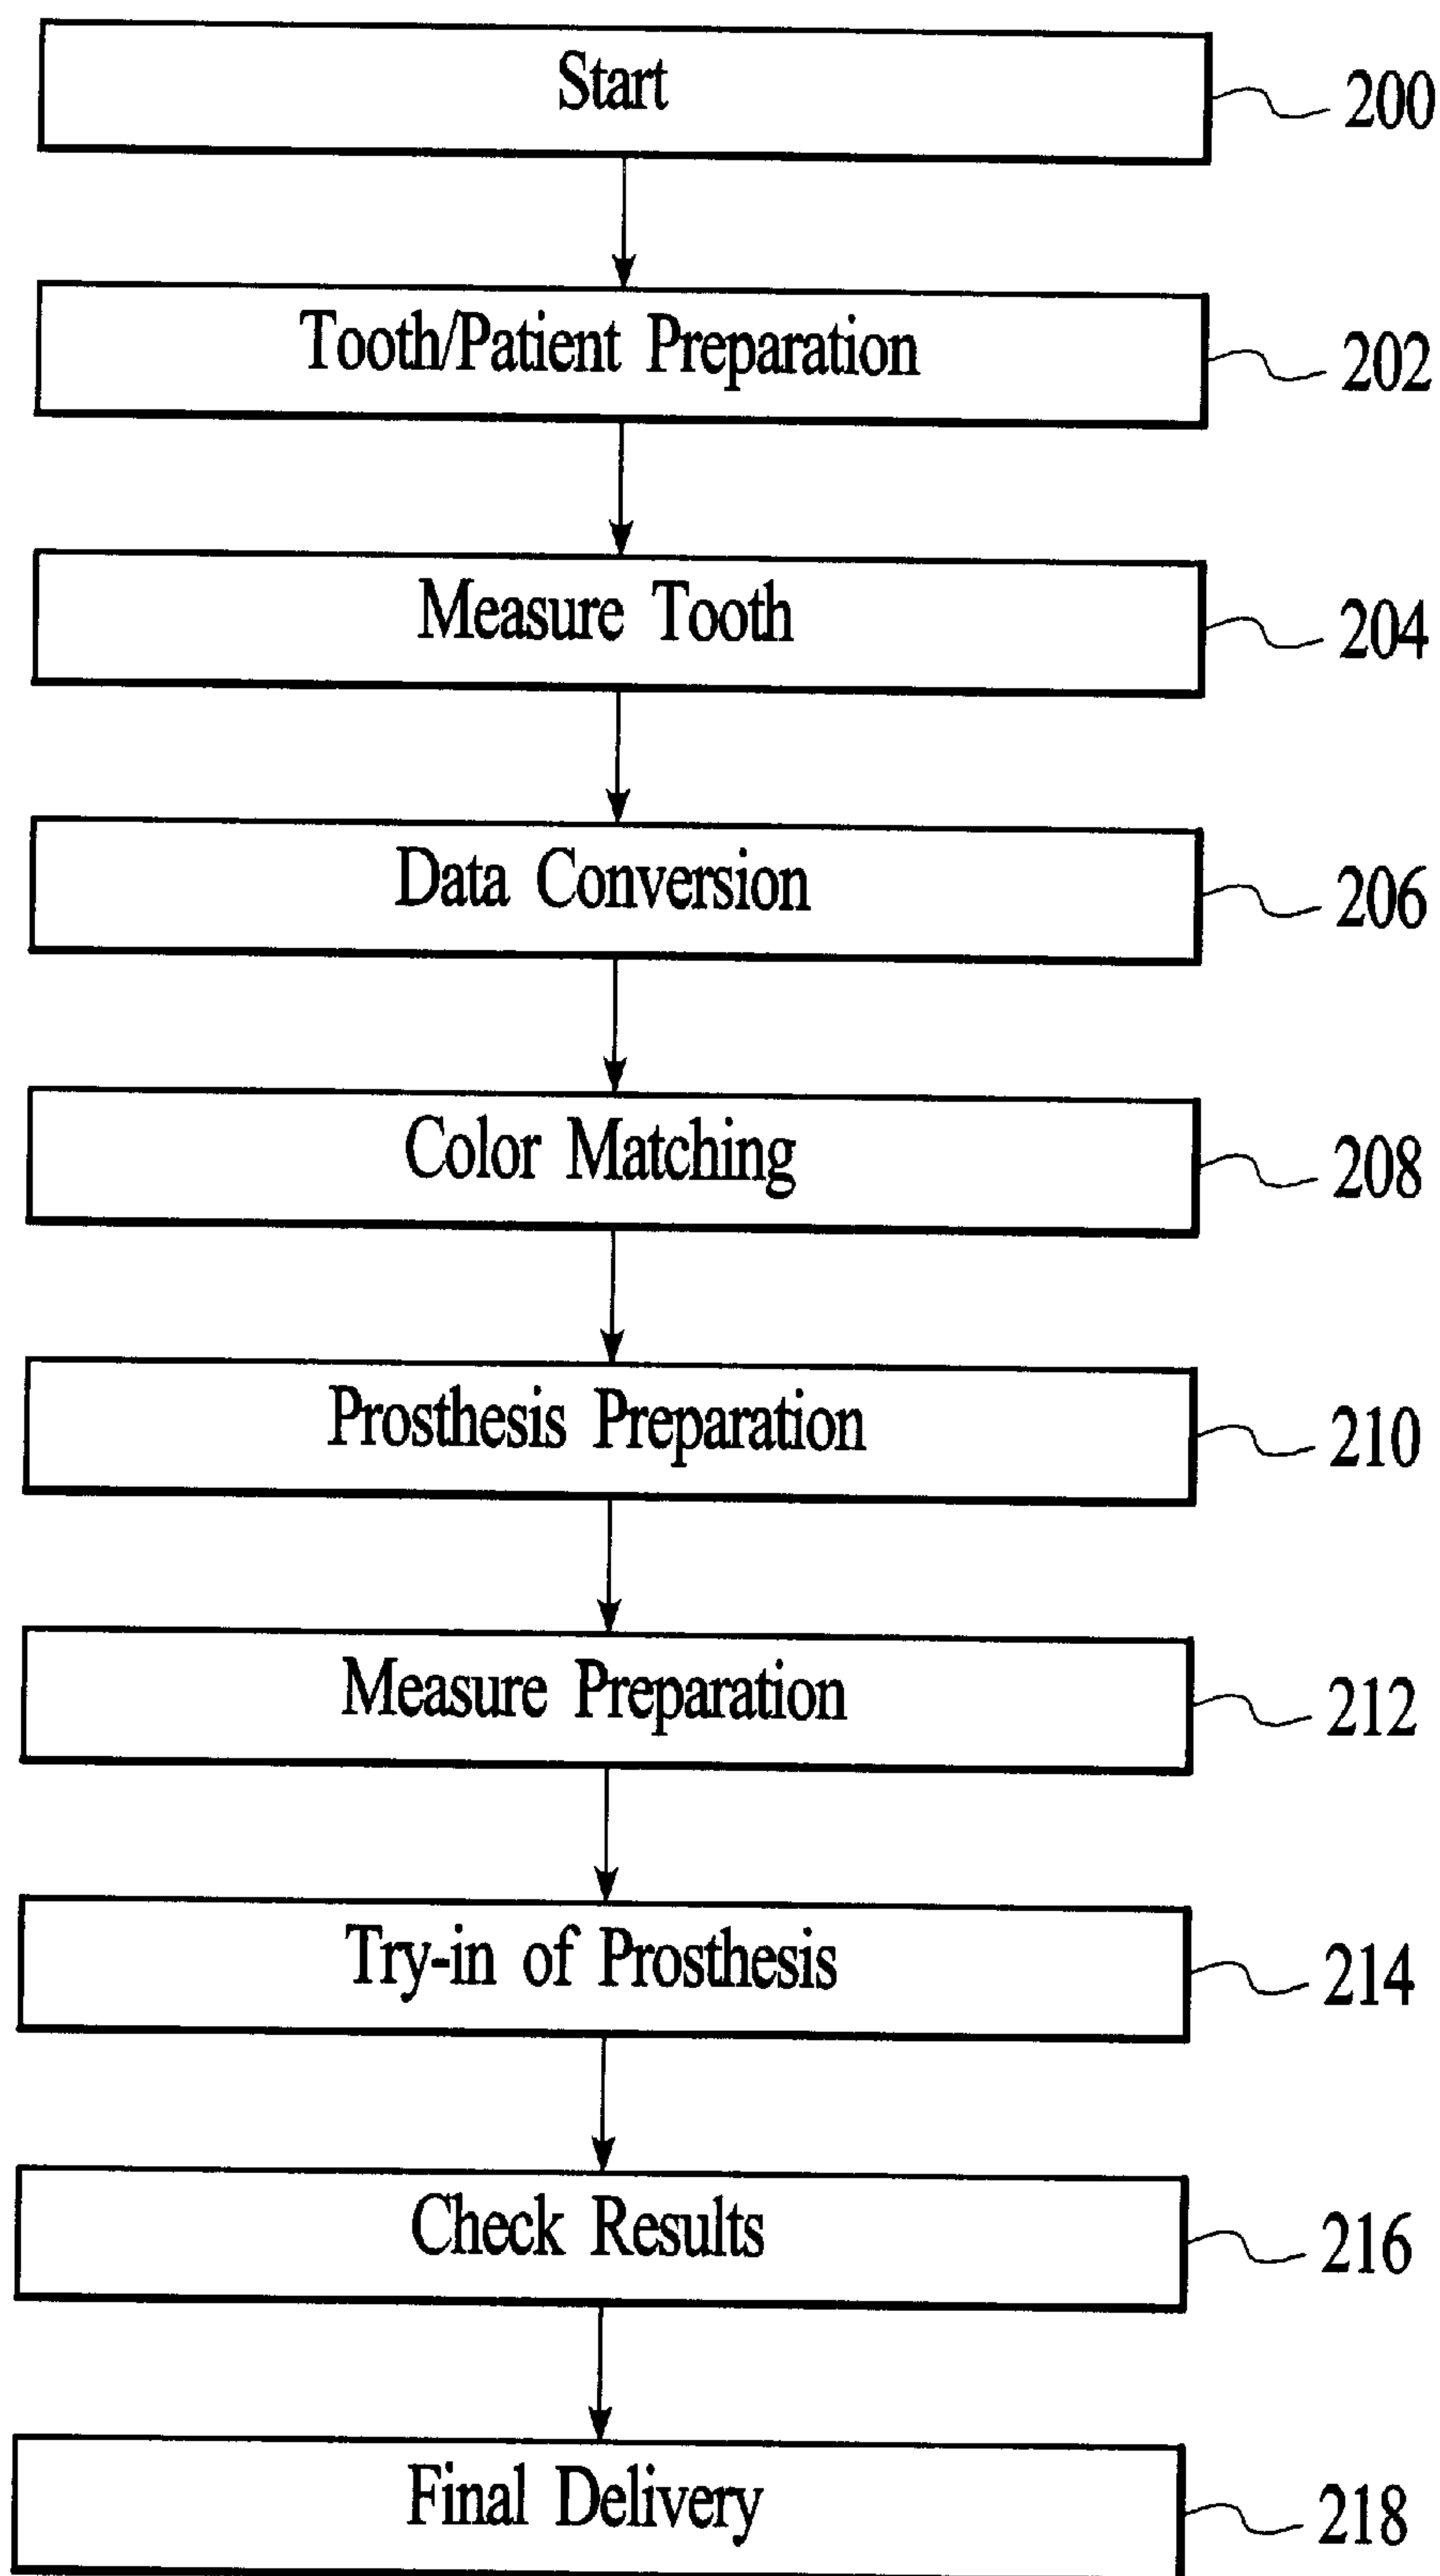 Start 200
Tooth/Patient Preparation 202
Measure Tooth 204
Data Conversion 206
Color Matching 208
Prosthesis Preparation 210
Measure Preparation 212
Try-in of Prosthesis 214
Check Results 216
Final Delivery 218